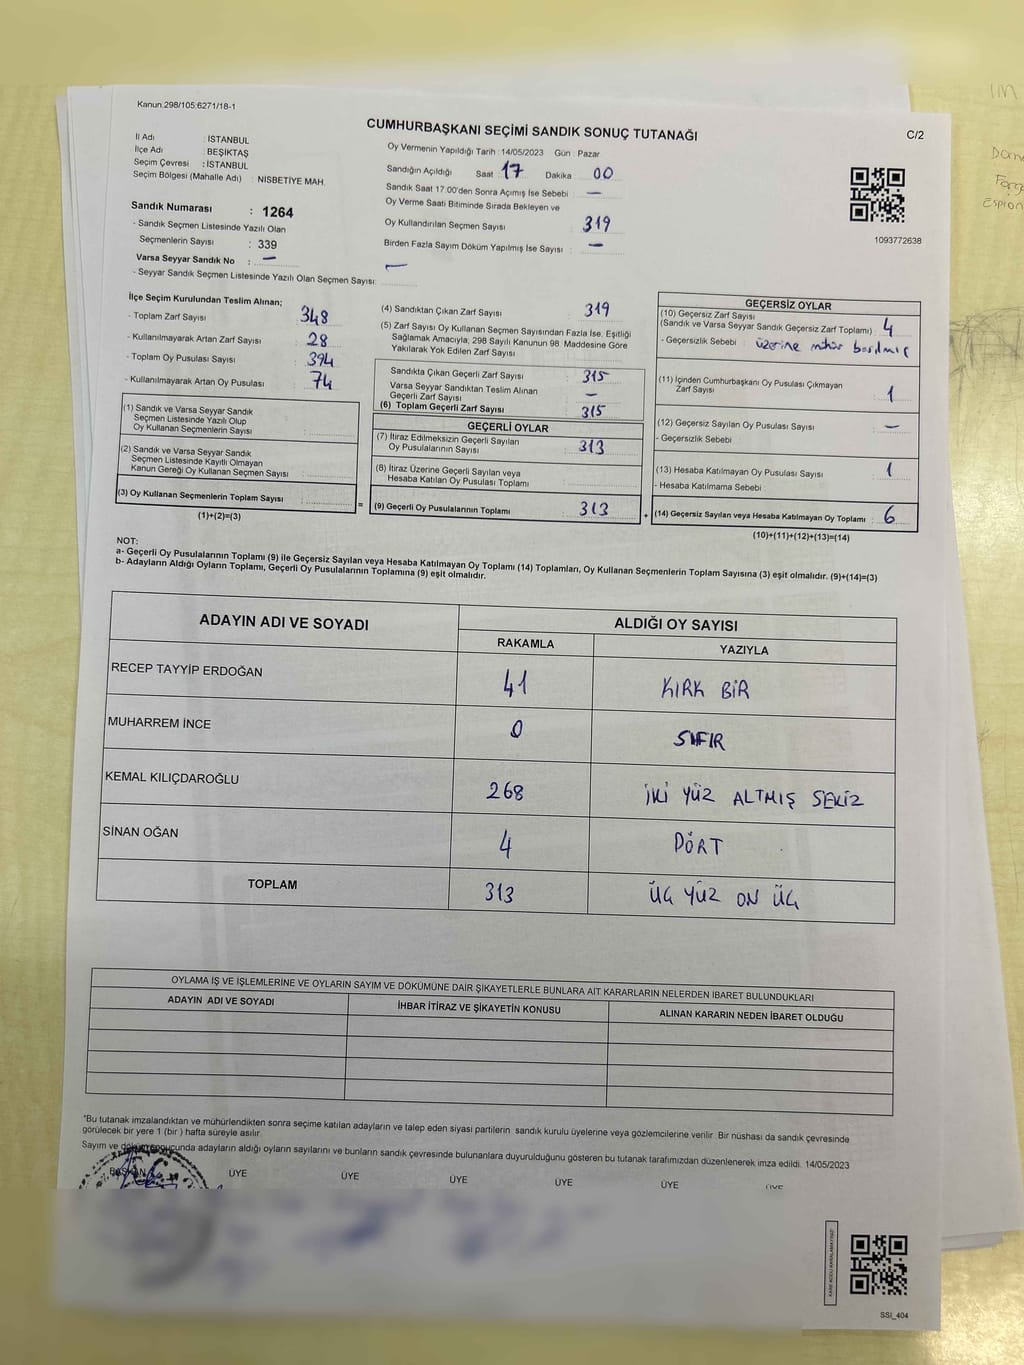 Kanun:298/105;6271/18-1
CUMHURBAŞKANI SEÇİMİ SANDIK SONUÇ TUTANAĞI
C/2
İl Adı : İSTANBUL
İlçe Adı : BEŞİKTAŞ
Seçim Çevresi : İSTANBUL
Seçim Bölgesi (Mahalle Adı) : NİSBETİYE MAH.
Sandık Numarası : 1264
- Sandık Seçmen Listesinde Yazılı Olan
Seçmenlerin Sayısı : 339
Varsa Seyyar Sandık No : –
- Seyyar Sandık Seçmen Listesinde Yazılı Olan Seçmen Sayısı: –
Oy Vermenin Yapıldığı Tarih : 14/05/2023 Gün : Pazar
Sandığın Açıldığı Saat 17 Dakika 00
Sandık Saat 17.00'den Sonra Açımış İse Sebebi : –
Oy Verme Saati Bitiminde Sırada Bekleyen ve
Oy Kullandırılan Seçmen Sayısı : 319
Birden Fazla Sayım Döküm Yapılmış İse Sayısı : –
1093772638
İlçe Seçim Kurulundan Teslim Alınan;
- Toplam Zarf Sayısı : 348
- Kullanılmayarak Artan Zarf Sayısı : 28
- Toplam Oy Pusulası Sayısı : 394
- Kullanılmayarak Artan Oy Pusulası : 74
(1) Sandık ve Varsa Seyyar Sandık
Seçmen Listesinde Yazılı Olup
Oy Kullanan Seçmenlerin Sayısı :
(2) Sandık ve Varsa Seyyar Sandık
Seçmen Listesinde Kayıtlı Olmayan
Kanun Gereği Oy Kullanan Seçmen Sayısı :
(3) Oy Kullanan Seçmenlerin Toplam Sayısı :
(1)+(2)=(3)
=
(4) Sandıktan Çıkan Zarf Sayısı : 319
(5) Zarf Sayısı Oy Kullanan Seçmen Sayısından Fazla İse, Eşitliği
Sağlamak Amacıyla, 298 Sayılı Kanunun 98. Maddesine Göre
Yakılarak Yok Edilen Zarf Sayısı :
Sandıkta Çıkan Geçerli Zarf Sayısı : 315
Varsa Seyyar Sandıktan Teslim Alınan
Geçerli Zarf Sayısı : –
(6) Toplam Geçerli Zarf Sayısı : 315
GEÇERLİ OYLAR
(7) İtiraz Edilmeksizin Geçerli Sayılan
Oy Pusulalarının Sayısı : 313
(8) İtiraz Üzerine Geçerli Sayılan veya
Hesaba Katılan Oy Pusulası Toplamı :
(9) Geçerli Oy Pusulalarının Toplamı : 313
+
GEÇERSİZ OYLAR
(10) Geçersiz Zarf Sayısı
(Sandık ve Varsa Seyyar Sandık Geçersiz Zarf Toplamı) : 4
- Geçersizlik Sebebi : üzerine mühür basılmış
(11) İçinden Cumhurbaşkanı Oy Pusulası Çıkmayan
Zarf Sayısı : 1
(12) Geçersiz Sayılan Oy Pusulası Sayısı : –
- Geçersizlik Sebebi
(13) Hesaba Katılmayan Oy Pusulası Sayısı : 1
- Hesaba Katılmama Sebebi :
(14) Geçersiz Sayılan veya Hesaba Katılmayan Oy Toplamı : 6
(10)+(11)+(12)+(13)=(14)
NOT:
a- Geçerli Oy Pusulalarının Toplamı (9) ile Geçersiz Sayılan veya Hesaba Katılmayan Oy Toplamı (14) Toplamları, Oy Kullanan Seçmenlerin Toplam Sayısına (3) eşit olmalıdır. (9)+(14)=(3)
b- Adayların Aldığı Oyların Toplamı, Geçerli Oy Pusulalarının Toplamına (9) eşit olmalıdır.
ADAYIN ADI VE SOYADI
ALDIĞI OY SAYISI
RAKAMLA YAZIYLA
RECEP TAYYİP ERDOĞAN 41 KIRK BİR
MUHARREM İNCE 0 SIFIR
KEMAL KILIÇDAROĞLU 268 İKİ YÜZ ALTMIŞ SEKİZ
SİNAN OĞAN 4 DÖRT
TOPLAM 313 ÜÇ YÜZ ON ÜÇ
OYLAMA İŞ VE İŞLEMLERİNE VE OYLARIN SAYIM VE DÖKÜMÜNE DAİR ŞİKAYETLERLE BUNLARA AİT KARARLARIN NELERDEN İBARET BULUNDUKLARI
ADAYIN ADI VE SOYADI İHBAR İTİRAZ VE ŞİKAYETİN KONUSU ALINAN KARARIN NEDEN İBARET OLDUĞU
*Bu tutanak imzalandıktan ve mühürlendikten sonra seçime katılan adayların ve talep eden siyasi partilerin sandık kurulu üyelerine veya gözlemcilerine verilir. Bir nüshası da sandık çevresinde
görülecek bir yere 1 (bir ) hafta süreyle asılır.
Sayım ve döküm sonucunda adayların aldığı oyların sayılarını ve bunların sandık çevresinde bulunanlara duyurulduğunu gösteren bu tutanak tarafımızdan düzenlenerek imza edildi. 14/05/2023
BAŞKAN ÜYE ÜYE ÜYE ÜYE ÜYE ÜYE
KARE KODU KARALAMAYINIZ!
SSI_404